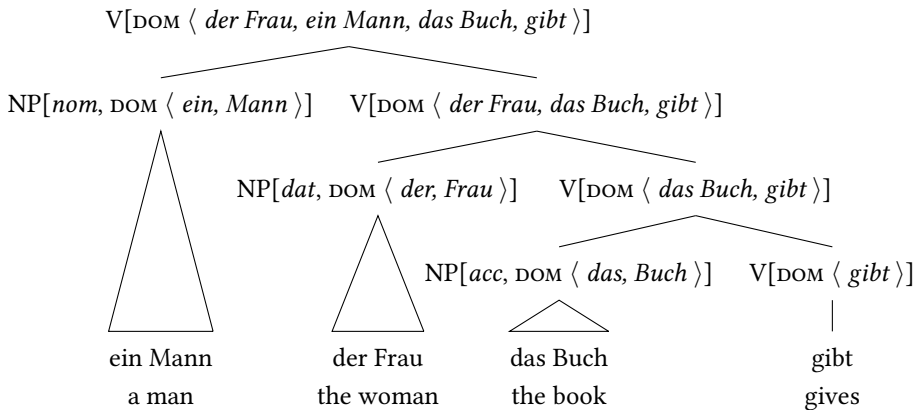 V[DOM ⟨ der Frau, ein Mann, das Buch, gibt ⟩]
NP[nom, DOM ⟨ ein, Mann ⟩] V[DOM ⟨ der Frau, das Buch, gibt ⟩]
NP[dat, DOM ⟨ der, Frau ⟩] V[DOM ⟨ das Buch, gibt ⟩]
NP[acc, DOM ⟨ das, Buch ⟩] V[DOM ⟨ gibt ⟩]
ein Mann der Frau das Buch gibt
a man the woman the book gives